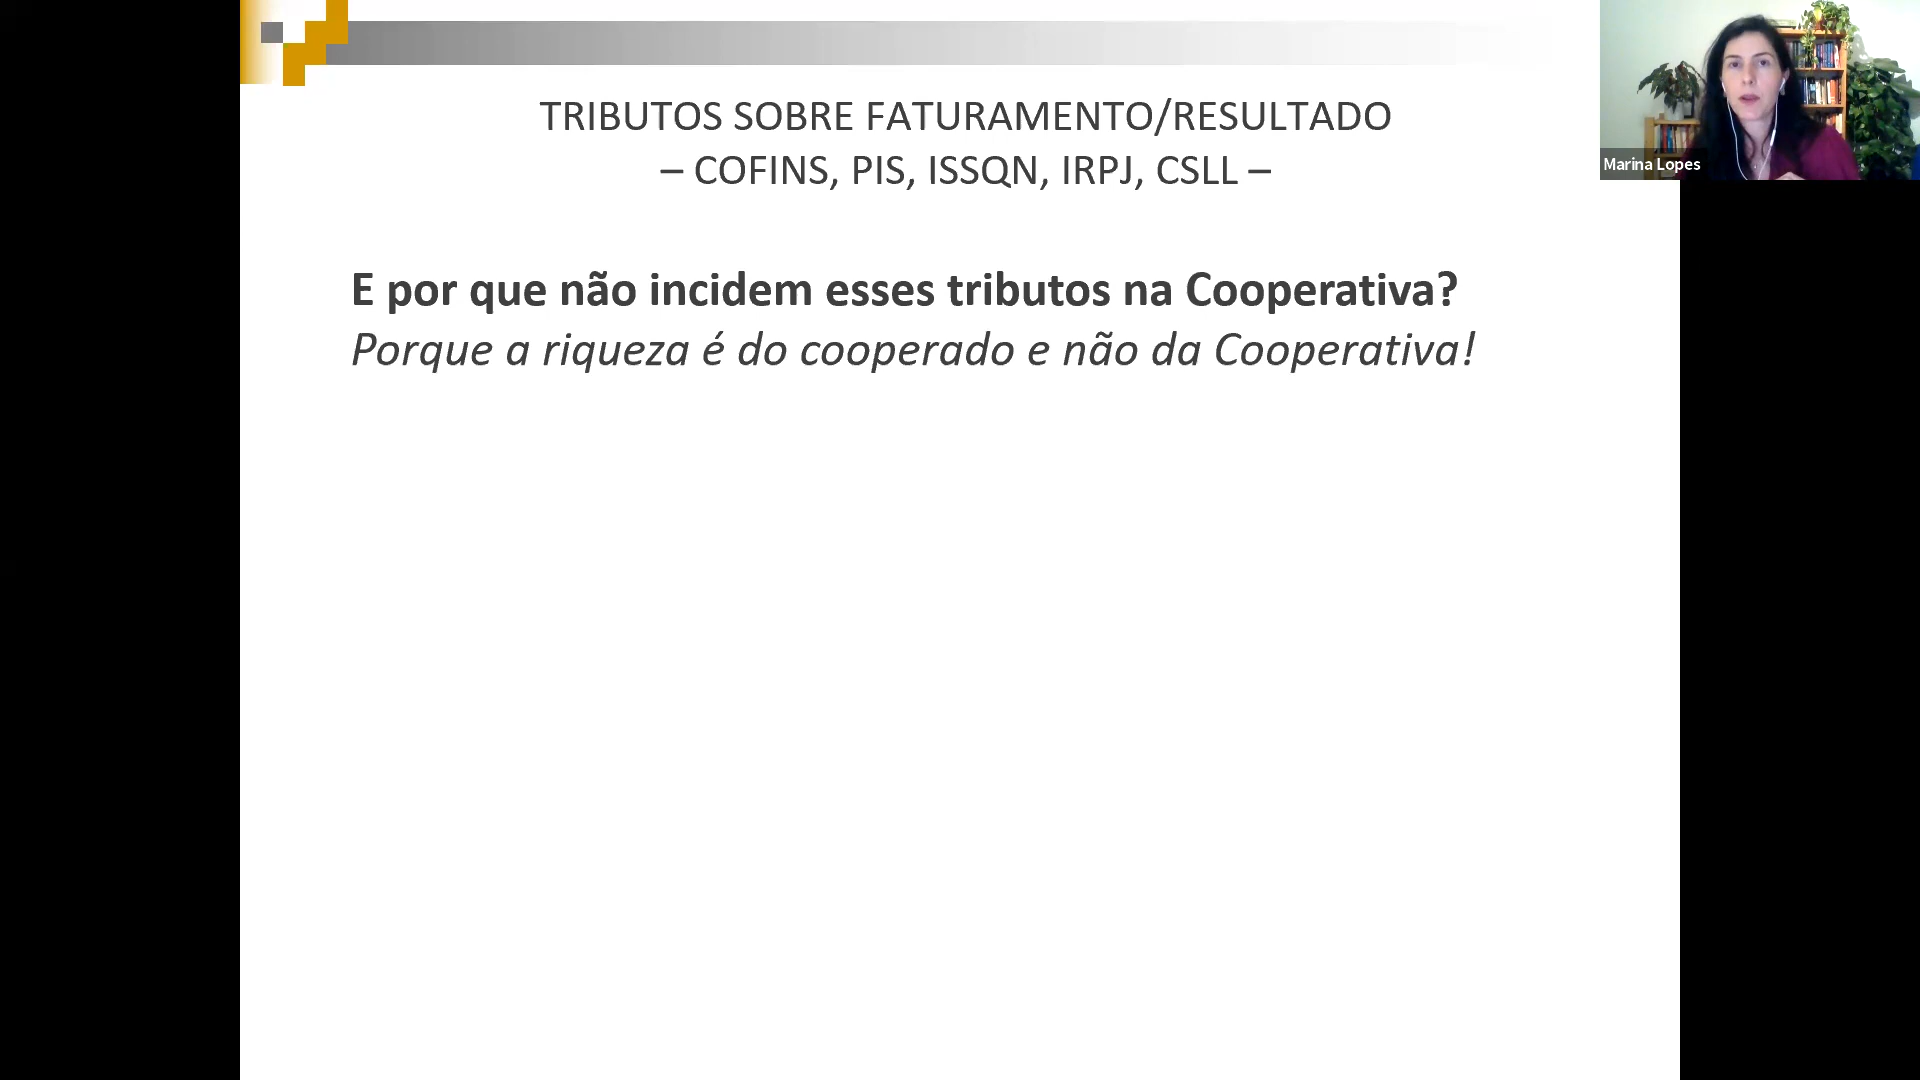 TRIBUTOS SOBRE FATURAMENTO/RESULTADO
– COFINS, PIS, ISSQN, IRPJ, CSLL –
Marina Lopes
E por que não incidem esses tributos na Cooperativa?
Porque a riqueza é do cooperado e não da Cooperativa!